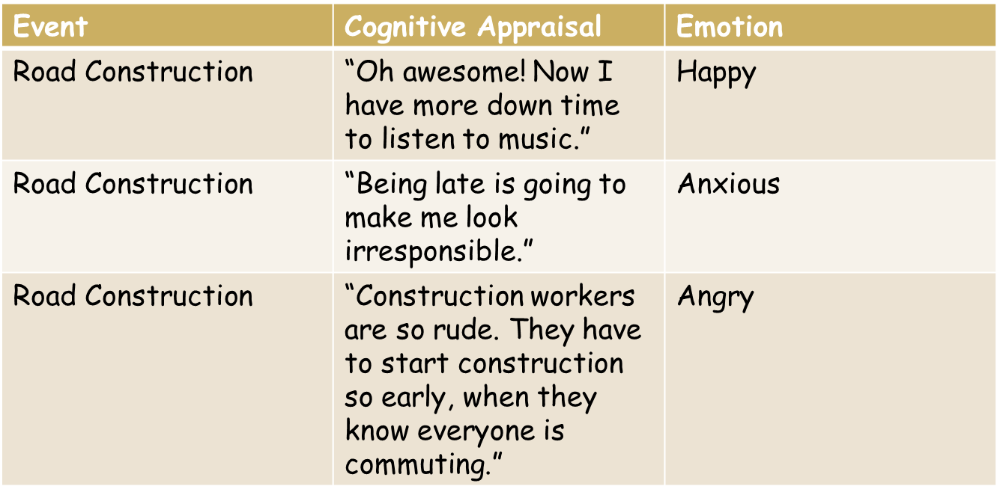 Event Cognitive Appraisal Emotion
Road Construction
“Oh awesome! Now I
have more down time
to listen to music.”
Happy
Road Construction
“Being late is going to
make me look
irresponsible.”
Anxious
Road Construction
“Construction workers
are so rude. They have
to start construction
so early, when they
know everyone is
commuting.”
Angry